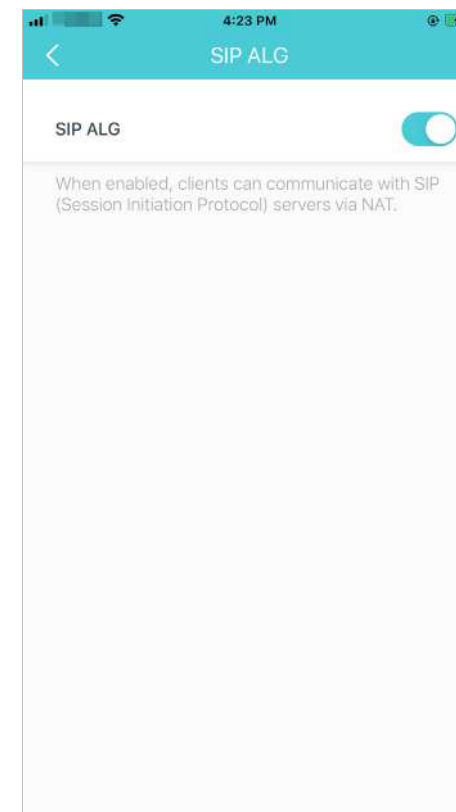 4:23 PM
SIP ALG
SIP ALG
When enabled, clients can communicate with SIP
(Session Initiation Protocol) servers via NAT.